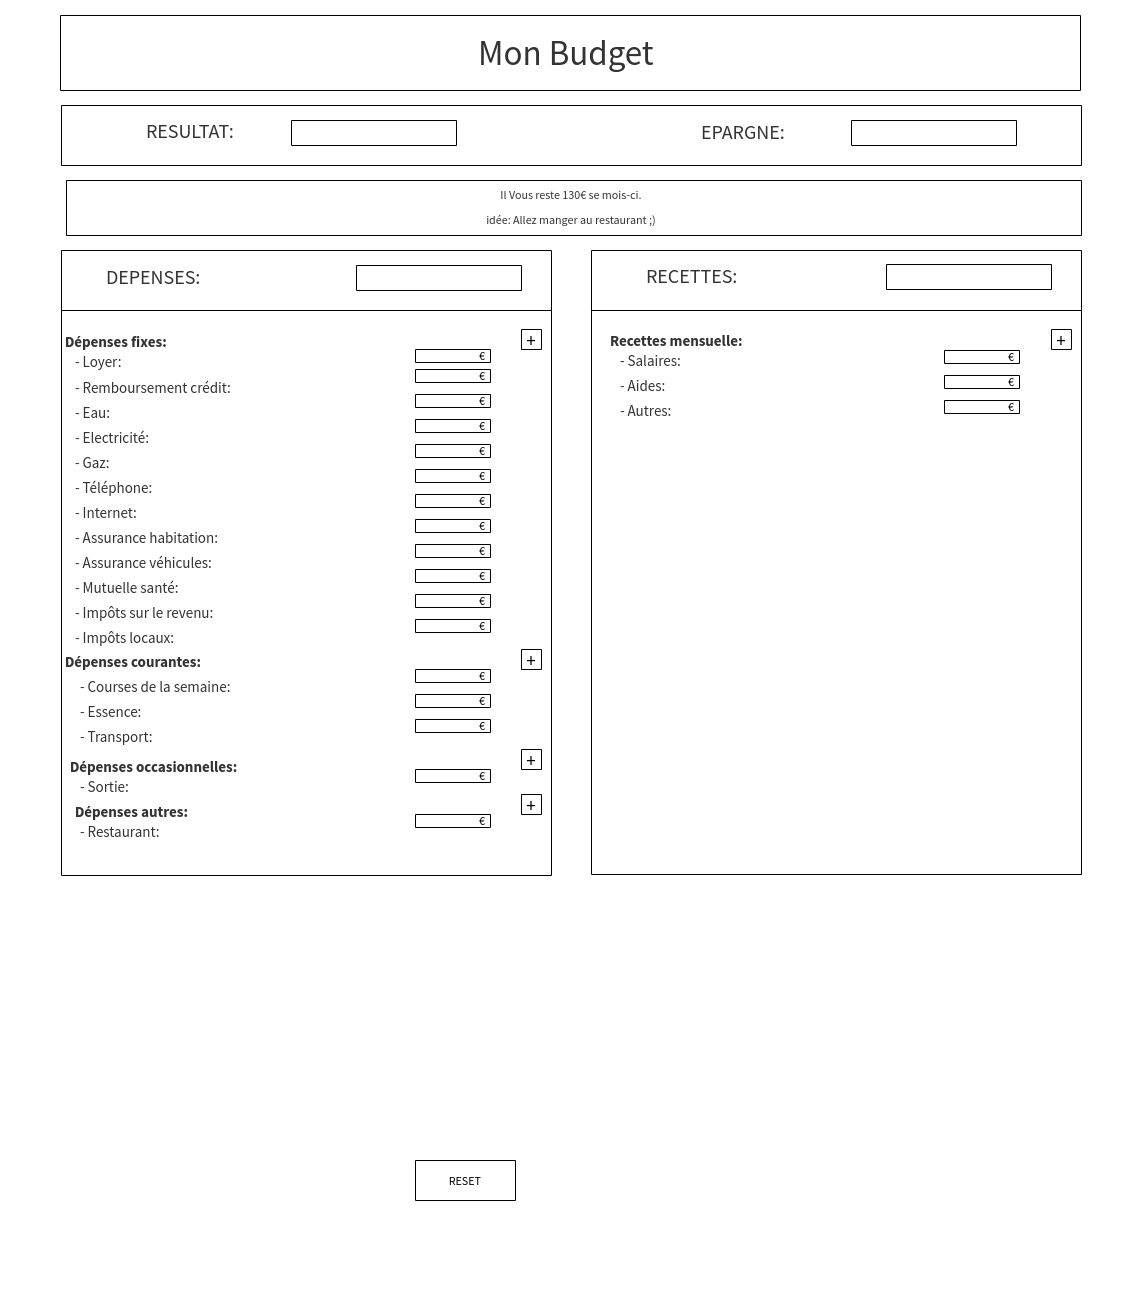 Mon Budget
RESULTAT:
EPARGNE:
Il Vous reste 130€ se mois-ci.
idée: Allez manger au restaurant ;)
DEPENSES:
Dépenses fixes:
+
- Loyer:
€
- Remboursement crédit:
€
- Eau:
€
- Electricité:
€
- Gaz:
€
- Téléphone:
€
- Internet:
€
- Assurance habitation:
€
- Assurance véhicules:
€
- Mutuelle santé:
€
- Impôts sur le revenu:
€
- Impôts locaux:
€
Dépenses courantes:
+
- Courses de la semaine:
€
- Essence:
€
- Transport:
€
Dépenses occasionnelles:
+
- Sortie:
€
Dépenses autres:
+
- Restaurant:
€
RECETTES:
Recettes mensuelle:
+
- Salaires:
€
- Aides:
€
- Autres:
€
RESET